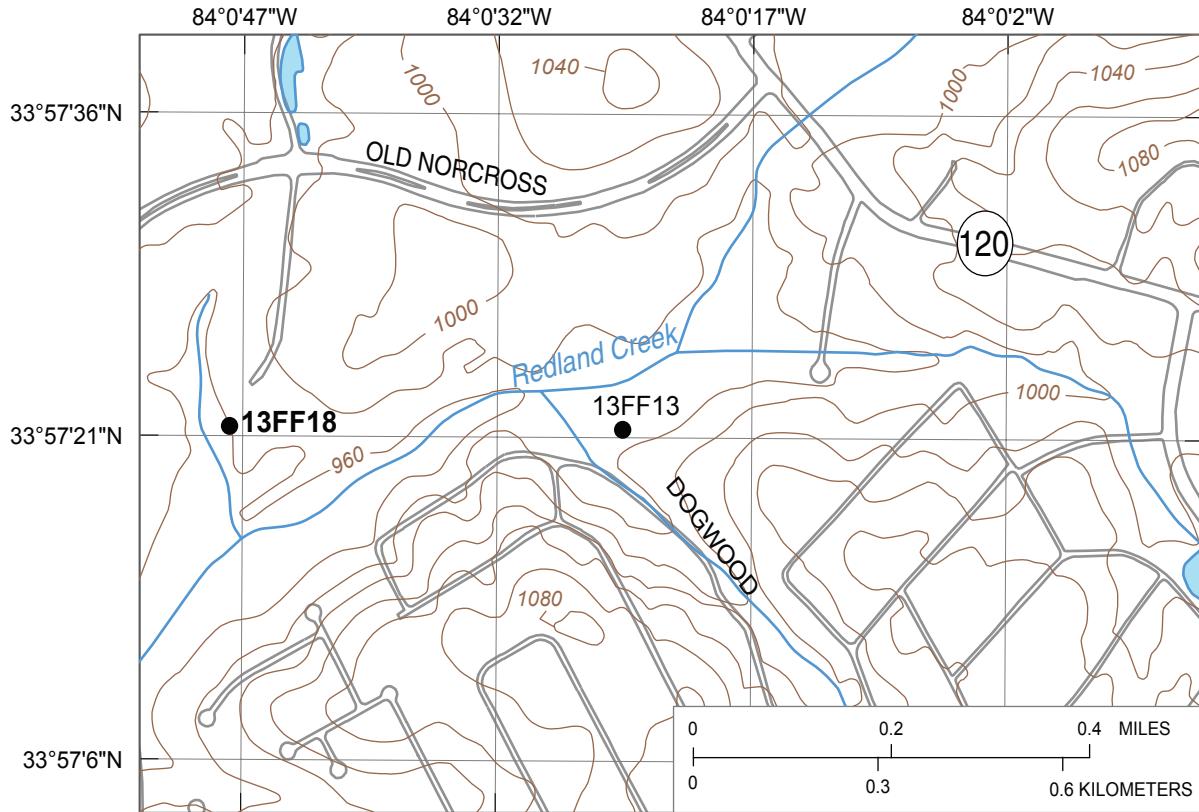 84°0'47"W 84°0'32"W 84°0'17"W 84°0'2"W
1040
1000
1000
1040
33°57'36"N
1080
OLD NORCROSS
120
1000
Redland Creek
1000
13FF13
13FF18
33°57'21"N
960
DOGWOOD
1080
0 0.2 0.4 MILES
33°57'6"N
0 0.3 0.6 KILOMETERS